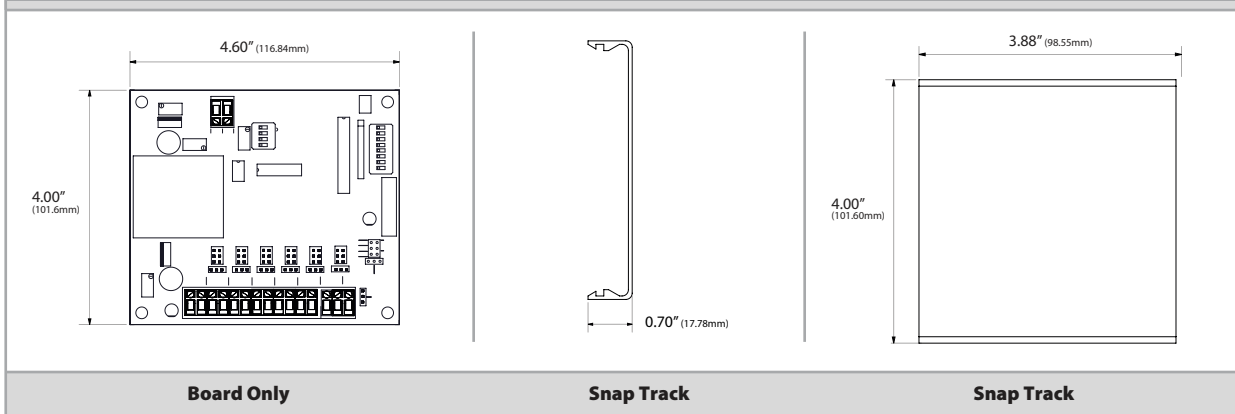 4.60” (116.84mm)
4.00”
(101.6mm)
0.70” (17.78mm)
3.88” (98.55mm)
4.00”
(101.60mm)
Board Only
Snap Track
Snap Track